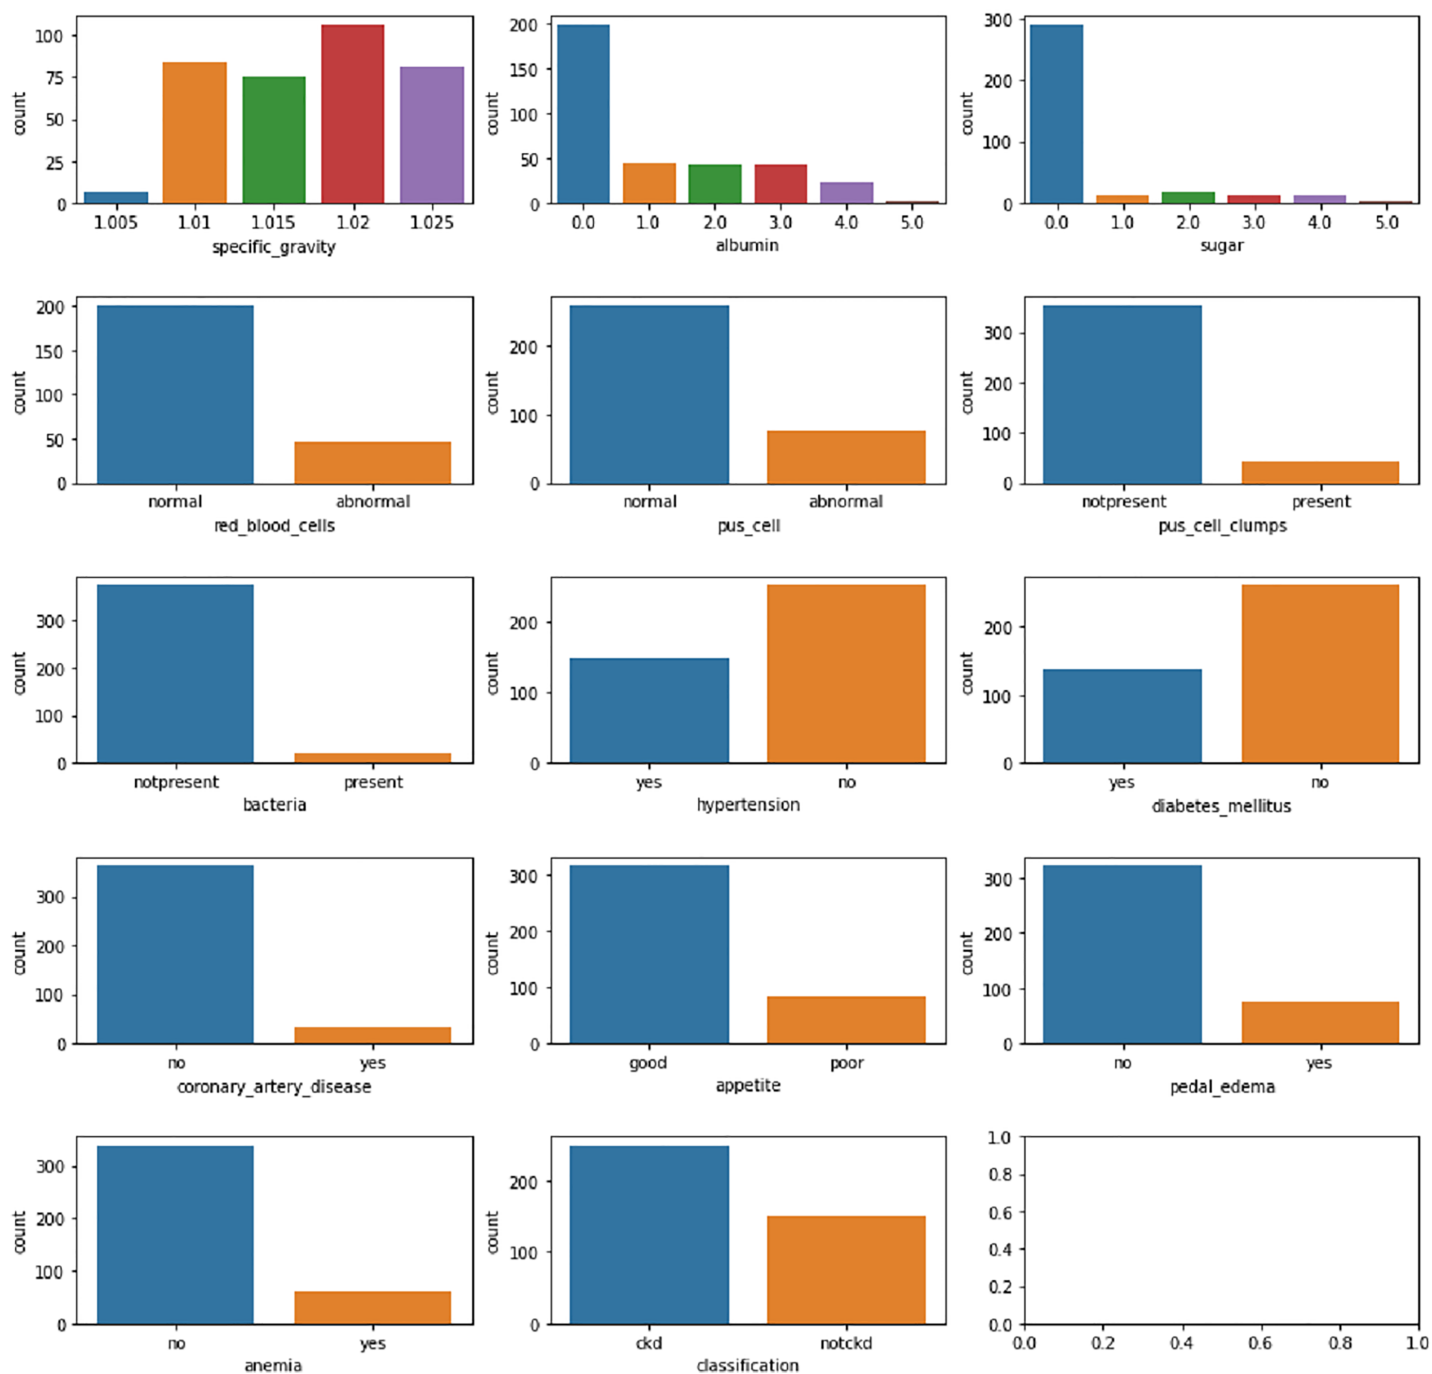 count
100
75
50
25
0
1.005 1.01 1.015 1.02 1.025
specific_gravity
count
200
150
100
50
0
0.0 1.0 2.0 3.0 4.0 5.0
albumin
count
300
200
100
0
0.0 1.0 2.0 3.0 4.0 5.0
sugar
count
200
150
100
50
0
normal abnormal
red_blood_cells
count
200
100
0
normal abnormal
pus_cell
count
300
200
100
0
notpresent present
pus_cell_clumps
count
300
200
100
0
notpresent present
bacteria
count
200
100
0
yes no
hypertension
count
200
100
0
yes no
diabetes_mellitus
count
300
200
100
0
no yes
coronary_artery_disease
count
300
200
100
0
good poor
appetite
count
300
200
100
0
no yes
pedal_edema
count
300
200
100
0
no yes
anemia
count
200
100
0
ckd notckd
classification
1.0
0.8
0.6
0.4
0.2
0.0
0.0 0.2 0.4 0.6 0.8 1.0